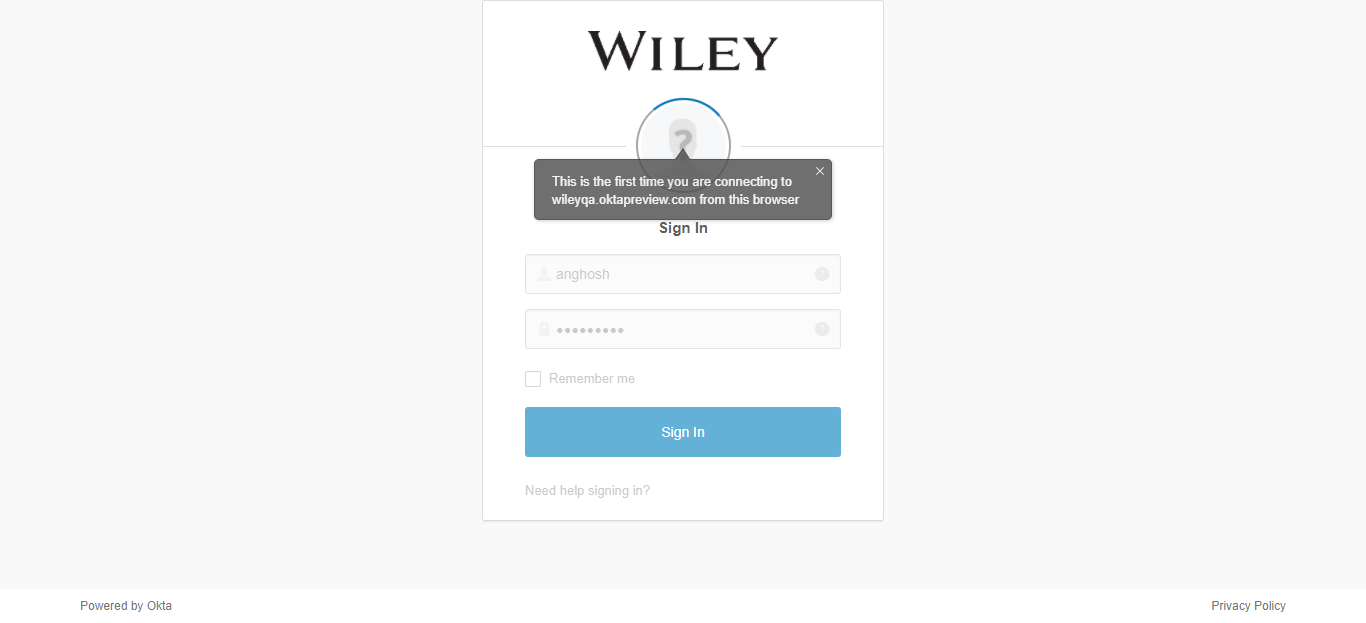 WILEY
?
This is the first time you are connecting to
wileyqa.oktapreview.com from this browser
Sign In
anghosh
•••••••••
Remember me
Sign In
Need help signing in?
Powered by Okta
Privacy Policy